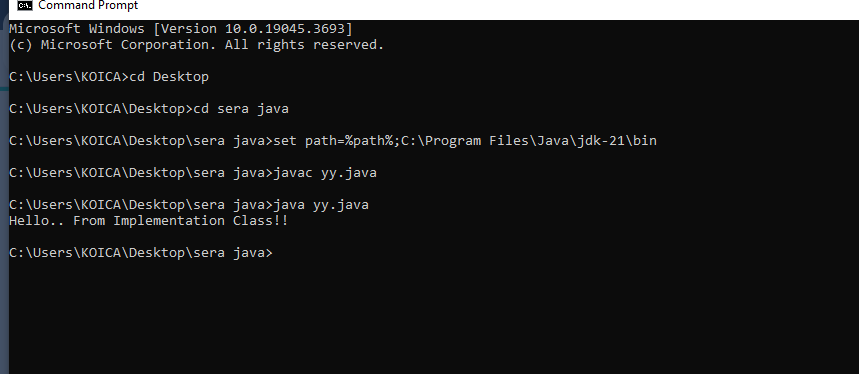 Command Prompt
Microsoft Windows [Version 10.0.19045.3693]
(c) Microsoft Corporation. All rights reserved.
C:\Users\KOICA>cd Desktop
C:\Users\KOICA\Desktop>cd sera java
C:\Users\KOICA\Desktop\sera java>set path=%path%;C:\Program Files\Java\jdk-21\bin
C:\Users\KOICA\Desktop\sera java>javac yy.java
C:\Users\KOICA\Desktop\sera java>java yy.java
Hello.. From Implementation Class!!
C:\Users\KOICA\Desktop\sera java>